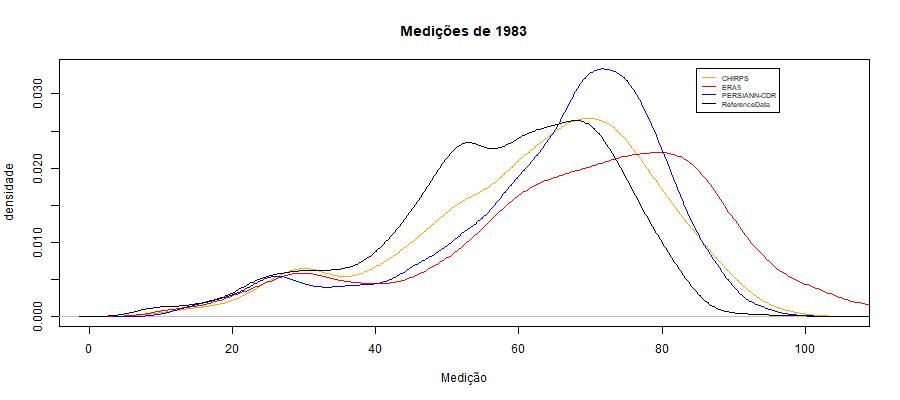 Medições de 1983
densidade
0.030
0.020
0.010
0.000
CHIRPS
ERA5
PERSIANN-CDR
ReferenceData
0 20 40 60 80 100
Medição